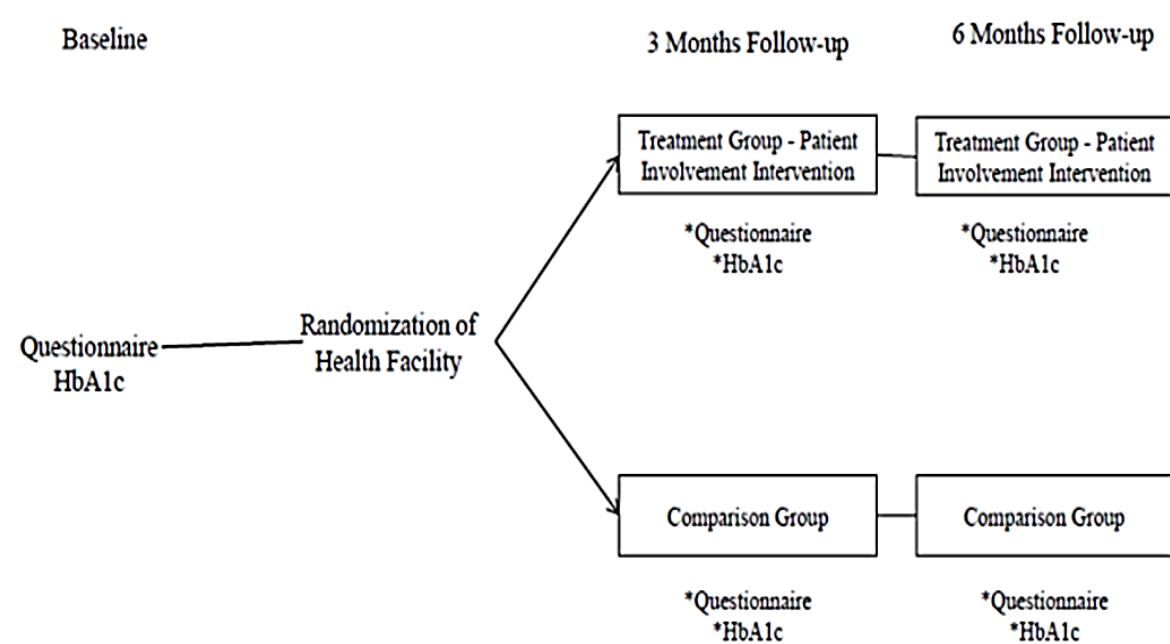 Baseline
3 Months Follow-up
6 Months Follow-up
Treatment Group - Patient
Involvement Intervention
Treatment Group - Patient
Involvement Intervention
*Questionnaire
*HbA1c
*Questionnaire
*HbA1c
Questionnaire
HbA1c
Randomization of
Health Facility
Comparison Group
Comparison Group
*Questionnaire
*HbA1c
*Questionnaire
*HbA1c